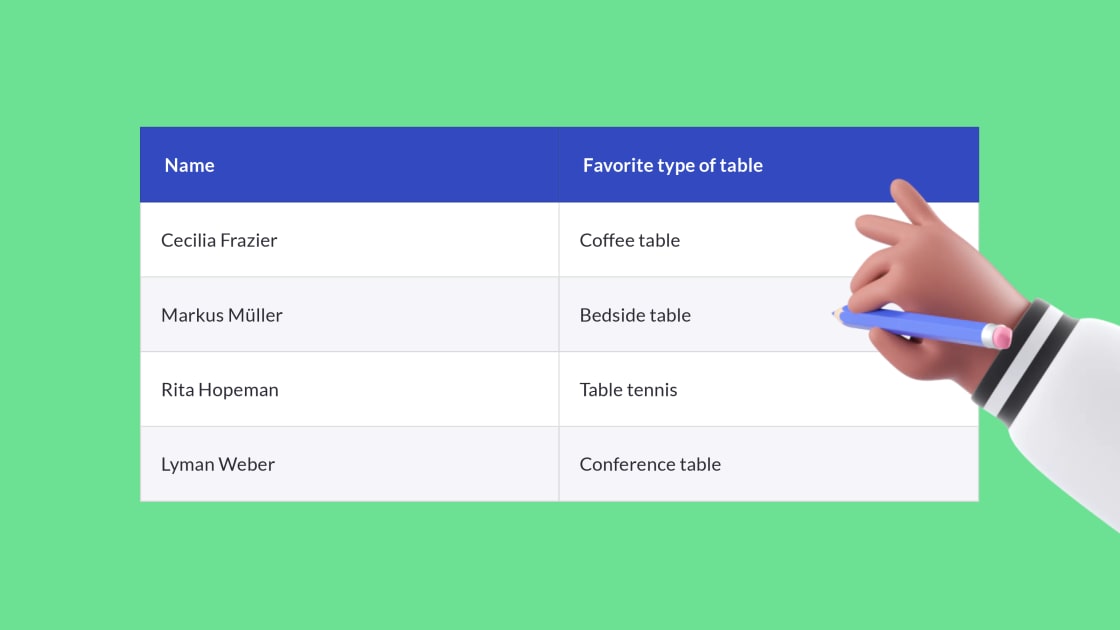 Name Favorite type of table
Cecilia Frazier Coffee table
Markus Müller Bedside table
Rita Hopeman Table tennis
Lyman Weber Conference table